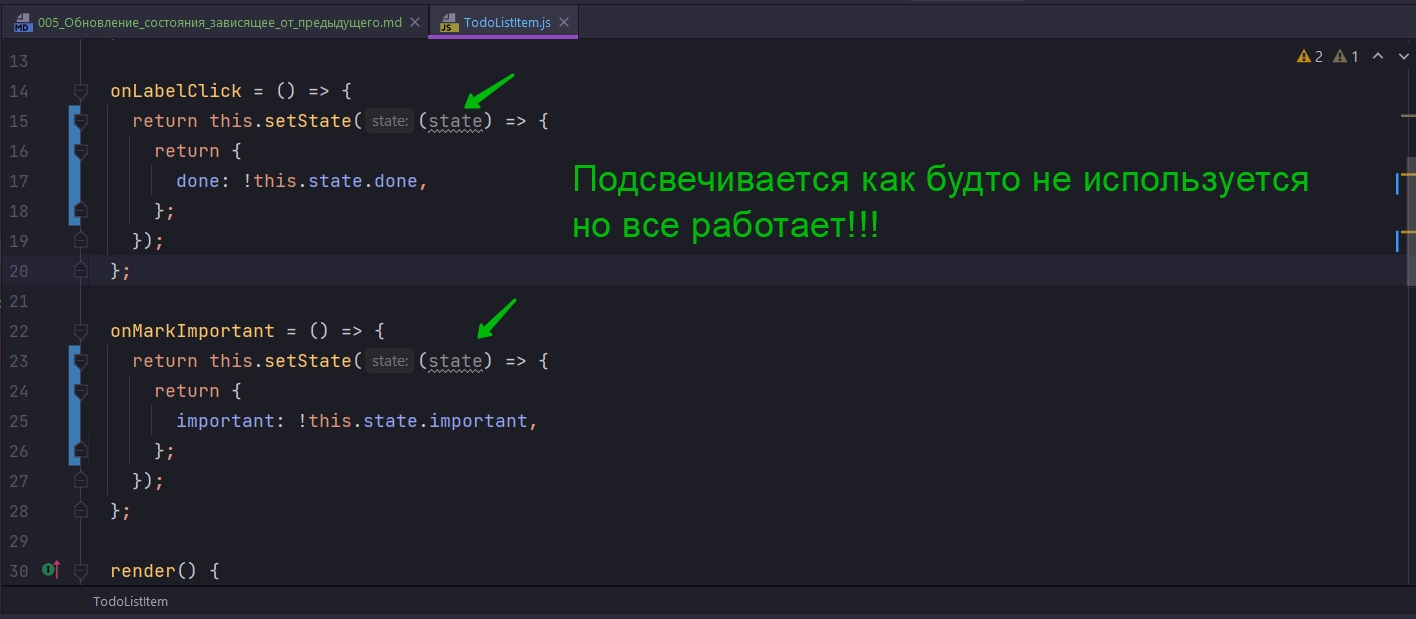 005_Обновление_состояния_зависящее_от_предыдущего.md TodoListItem.js
13
2 1
14 onLabelClick = () => {
15 return this.setState( state: (state) => {
16 return {
17 done: !this.state.done,
18 };
19 });
20 };
21
22 onMarkImportant = () => {
23 return this.setState( state: (state) => {
24 return {
25 important: !this.state.important,
26 };
27 });
28 };
29
30 render() {
Подсвечивается как будто не используется
но все работает!!!
TodoListItem